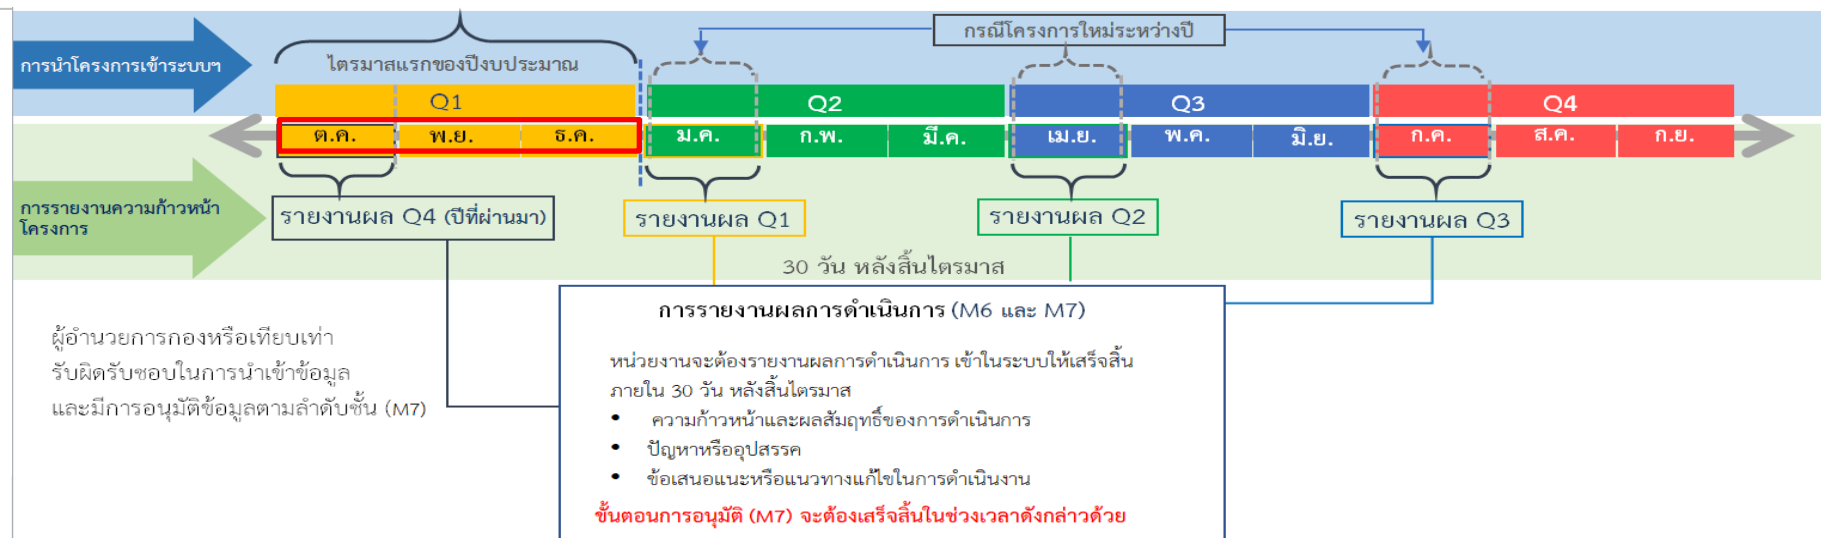 กรณีโครงการใหม่ระหว่างปี
การนำโครงการเข้าระบบฯ
ไตรมาสแรกของปีงบประมาณ
Q1
Q2
Q3
Q4
ต.ค.
พ.ย.
ธ.ค.
ม.ค.
ก.พ.
มี.ค.
เม.ย.
พ.ค.
มิ.ย.
ก.ค.
ส.ค.
ก.ย.
การรายงานความก้าวหน้า
โครงการ
รายงานผล Q4 (ปีที่ผ่านมา)
รายงานผล Q1
รายงานผล Q2
รายงานผล Q3
30 วัน หลังสิ้นไตรมาส
ผู้อำนวยการกองหรือเทียบเท่า
รับผิดรับชอบในการนำเข้าข้อมูล
และมีการอนุมัติข้อมูลตามลำดับชั้น (M7)
การรายงานผลการดำเนินการ (M6 และ M7)
หน่วยงานจะต้องรายงานผลการดำเนินการ เข้าในระบบให้เสร็จสิ้น
ภายใน 30 วัน หลังสิ้นไตรมาส
• ความก้าวหน้าและผลสัมฤทธิ์ของการดำเนินการ
• ปัญหาหรืออุปสรรค
• ข้อเสนอแนะหรือแนวทางแก้ไขในการดำเนินงาน
ขั้นตอนการอนุมัติ (M7) จะต้องเสร็จสิ้นในช่วงเวลาดังกล่าวด้วย